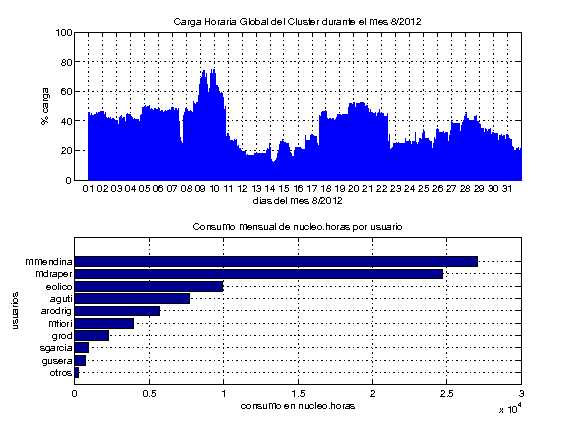 Carga Horaria Global del Cluster durante el mes 8/2012
100
80
60
40
20
0
% carga
01 02 03 04 05 06 07 08 09 10 11 12 13 14 15 16 17 18 19 20 21 22 23 24 25 26 27 28 29 30 31
dias del mes 8/2012
Consumo mensual de nucleo.horas por usuario
usuarios
mmendina
mdraper
eolico
aguti
arodrig
mfiori
grod
sgarcia
gusera
otros
0 0.5 1 1.5 2 2.5 3
consumo en nucleo.horas
x 10^4